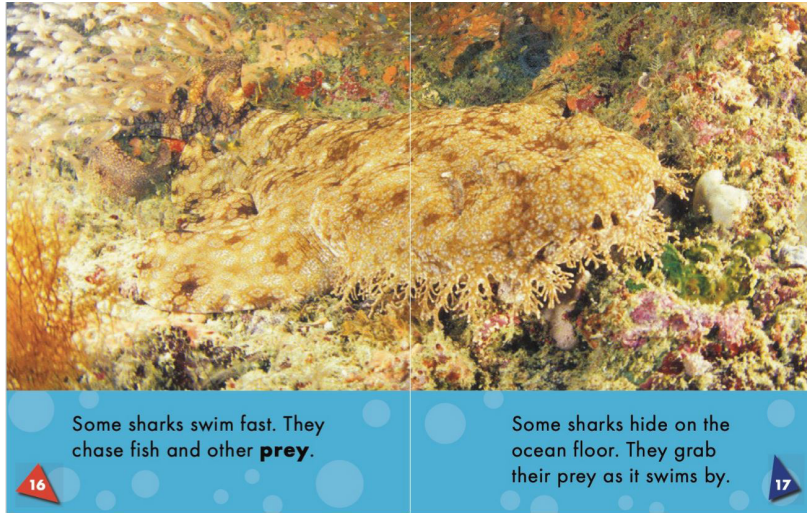 Some sharks swim fast. They
chase fish and other prey.
16
Some sharks hide on the
ocean floor. They grab
their prey as it swims by.
17